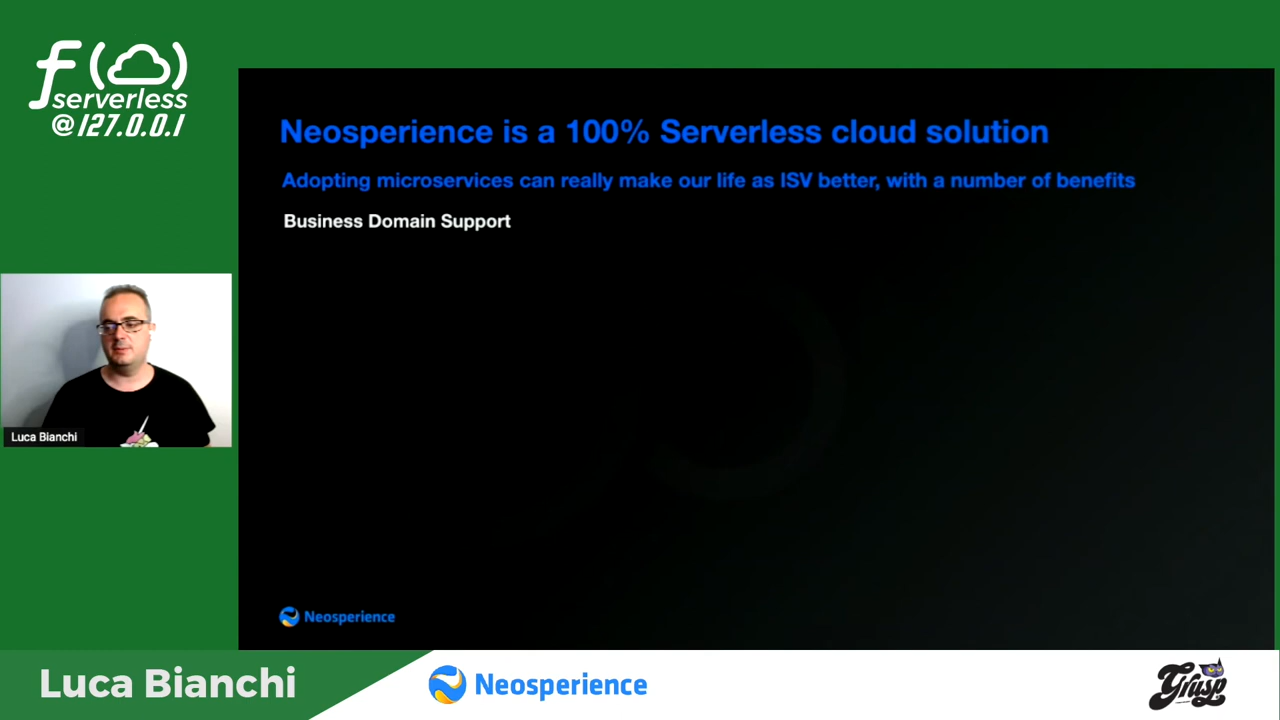 f()
serverless
@127.0.0.1
Neosperience is a 100% Serverless cloud solution
Adopting microservices can really make our life as ISV better, with a number of benefits
Business Domain Support
Luca Bianchi
Neosperience
Luca Bianchi
Neosperience
Grusp